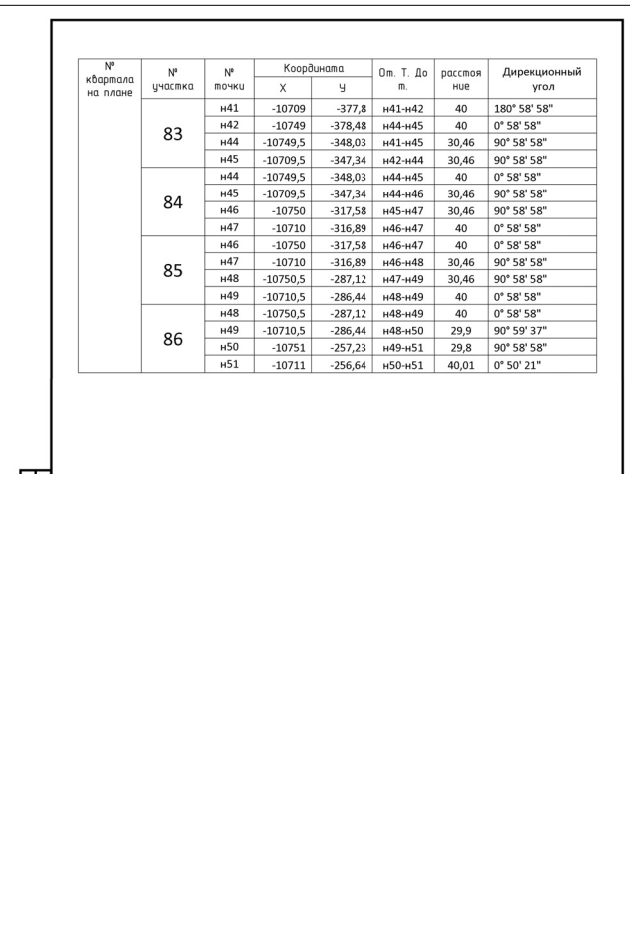 № квартала на плане № участка № точки Координата От. Т. До т. расстоя ние Дирекционный угол
X У
83 н41 -10709 -377,8 н41-н42 40 180° 58' 58"
н42 -10749 -378,48 н44-н45 40 0° 58' 58"
н44 -10749,5 -348,03 н41-н45 30,46 90° 58' 58"
н45 -10709,5 -347,34 н42-н44 30,46 90° 58' 58"
84 н44 -10749,5 -348,03 н44-н45 40 0° 58' 58"
н45 -10709,5 -347,34 н44-н46 30,46 90° 58' 58"
н46 -10750 -317,58 н45-н47 30,46 90° 58' 58"
н47 -10710 -316,89 н46-н47 40 0° 58' 58"
85 н46 -10750 -317,58 н46-н47 40 0° 58' 58"
н47 -10710 -316,89 н46-н48 30,46 90° 58' 58"
н48 -10750,5 -287,12 н47-н49 30,46 90° 58' 58"
н49 -10710,5 -286,44 н48-н49 40 0° 58' 58"
86 н48 -10750,5 -287,12 н48-н49 40 0° 58' 58"
н49 -10710,5 -286,44 н48-н50 29,9 90° 59' 37"
н50 -10751 -257,23 н49-н51 29,8 90° 58' 58"
н51 -10711 -256,64 н50-н51 40,01 0° 50' 21"